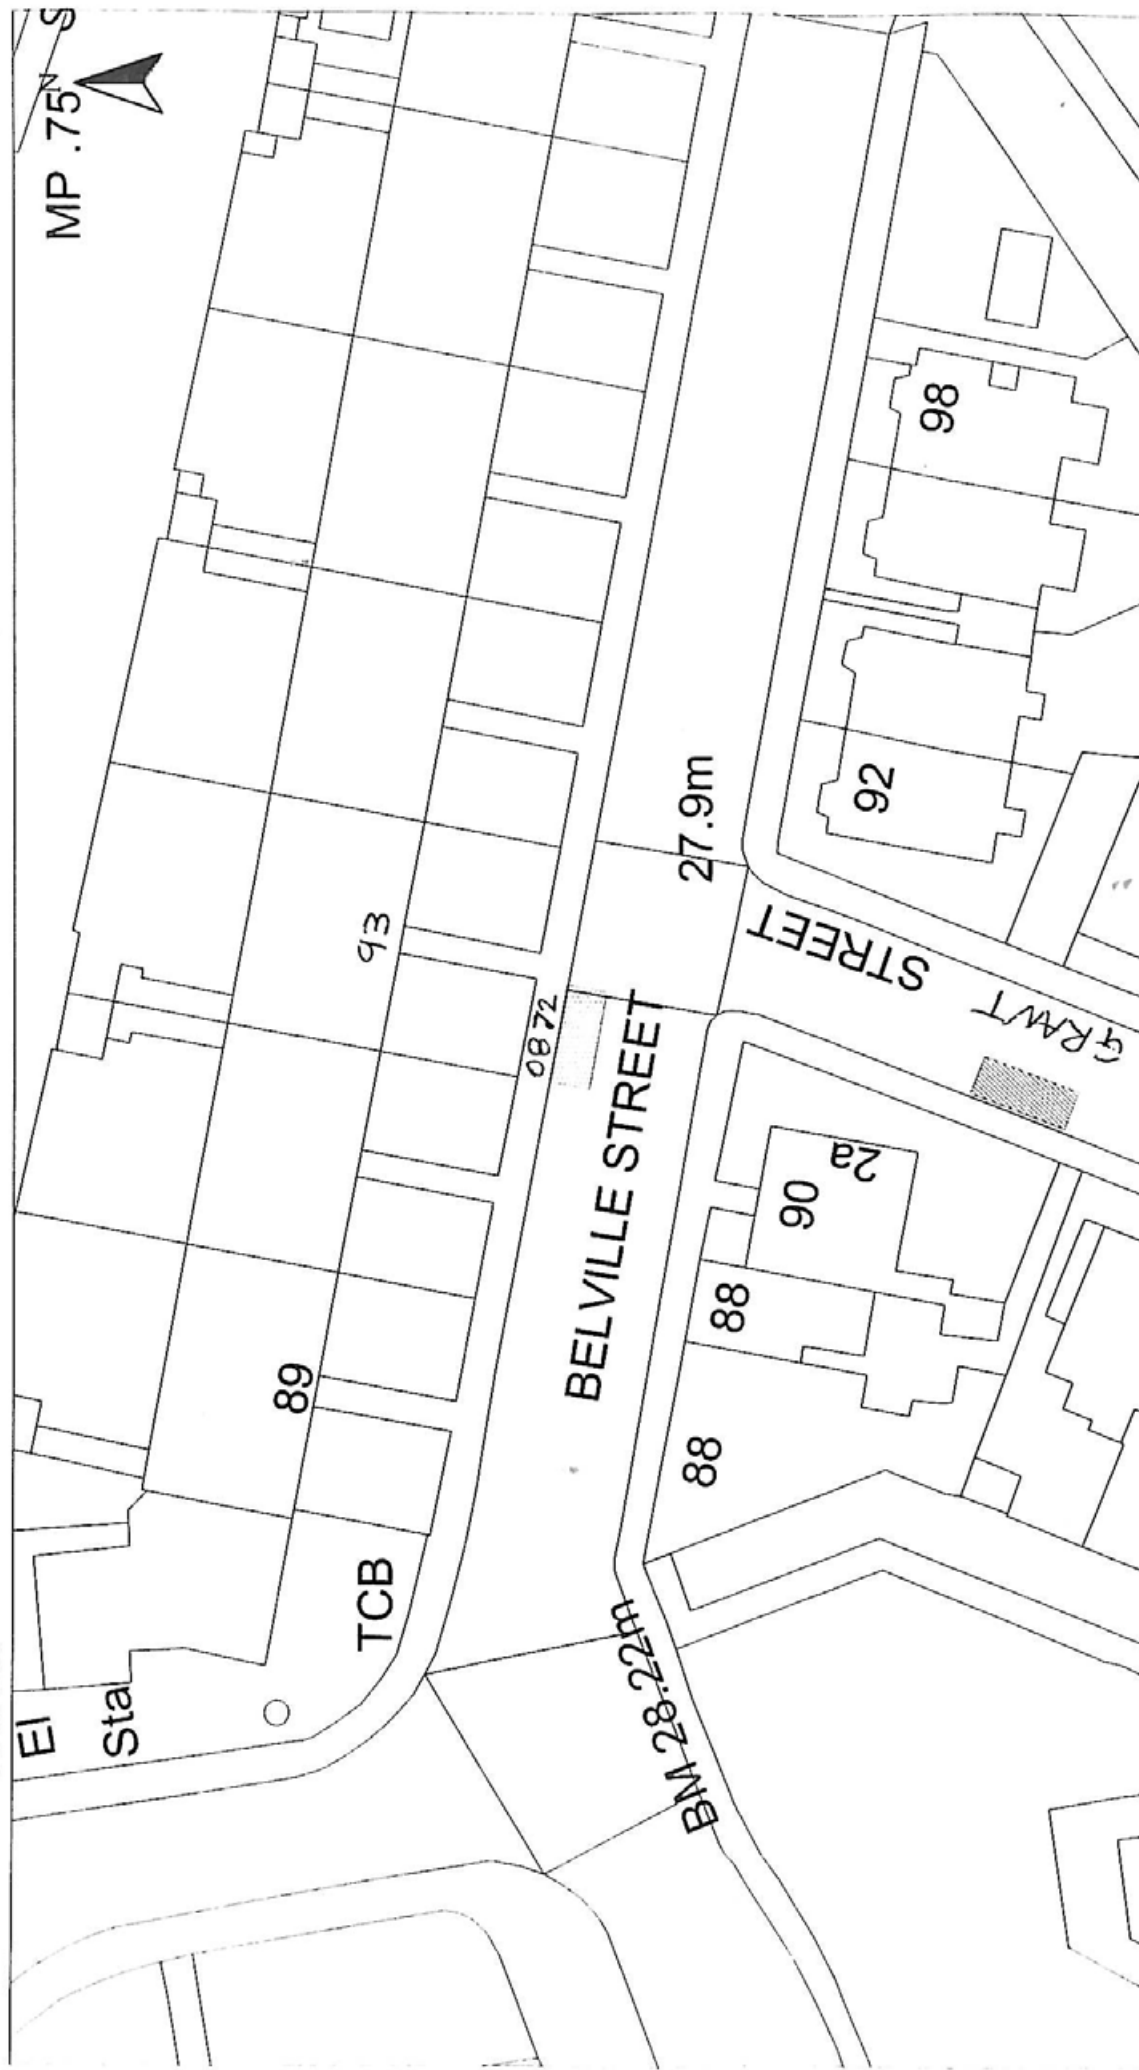 MP .75
N
S
El
Sta
TCB
89
93
0872
BELVILLE STREET
27.9m
GRANT STREET
BM 28.22m
88
88
90
2a
92
98